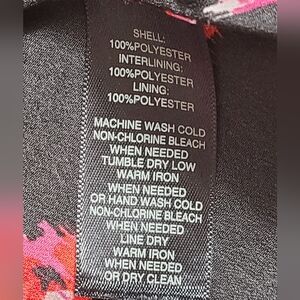 SHELL:
100%POLYESTER
INTERLINING:
100%POLYESTER
LINING:
100%POLYESTER
MACHINE WASH COLD
NON-CHLORINE BLEACH
WHEN NEEDED
TUMBLE DRY LOW
WARM IRON
WHEN NEEDED
OR HAND WASH COLD
NON-CHLORINE BLEACH
WHEN NEEDED
LINE DRY
WARM IRON
WHEN NEEDED
OR DRY CLEAN